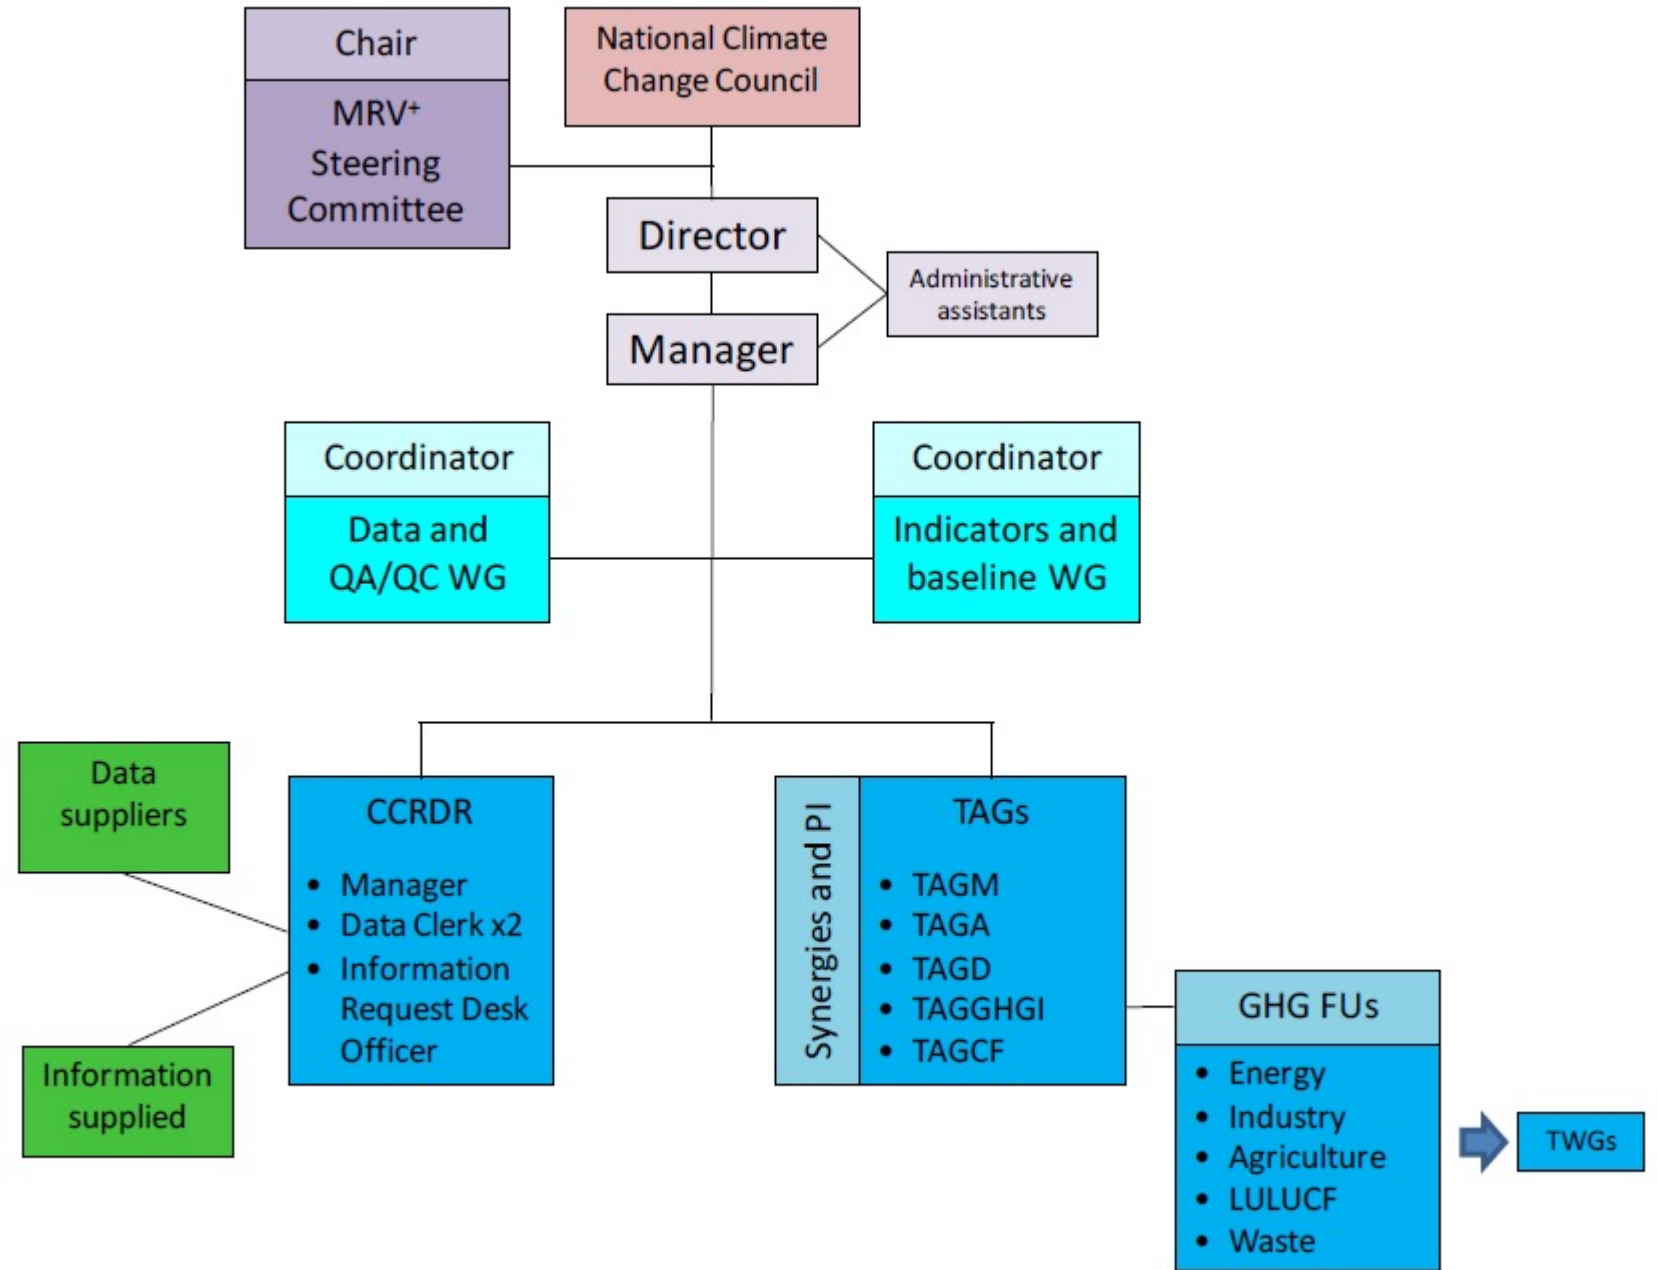 Chair
MRV⁺
Steering
Committee
National Climate
Change Council
Director
Administrative
assistants
Manager
Coordinator
Data and
QA/QC WG
Coordinator
Indicators and
baseline WG
Data
suppliers
Information
supplied
CCRDR
• Manager
• Data Clerk x2
• Information
Request Desk
Officer
Synergies and PI
TAGs
• TAGM
• TAGA
• TAGD
• TAGGHGI
• TAGCF
GHG FUs
• Energy
• Industry
• Agriculture
• LULUCF
• Waste
TWGs